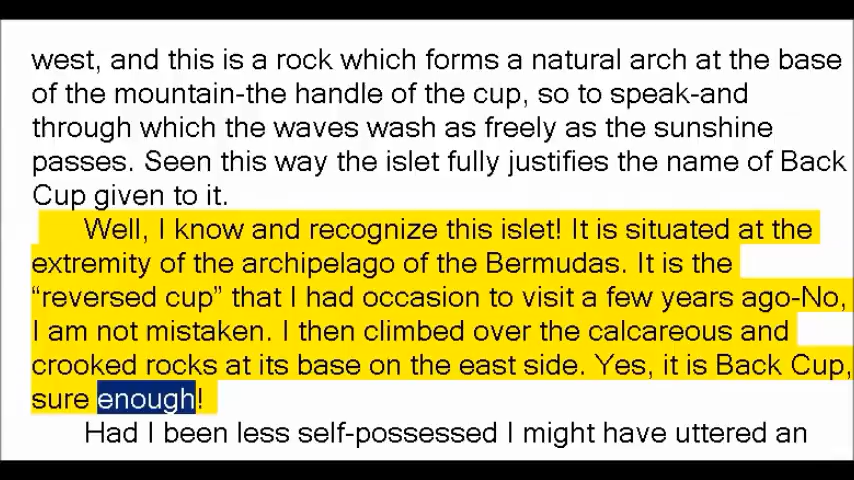 west, and this is a rock which forms a natural arch at the base
of the mountain-the handle of the cup, so to speak-and
through which the waves wash as freely as the sunshine
passes. Seen this way the islet fully justifies the name of Back
Cup given to it.
Well, I know and recognize this islet! It is situated at the
extremity of the archipelago of the Bermudas. It is the
“reversed cup” that I had occasion to visit a few years ago-No,
I am not mistaken. I then climbed over the calcareous and
crooked rocks at its base on the east side. Yes, it is Back Cup,
sure enough!
Had I been less self-possessed I might have uttered an